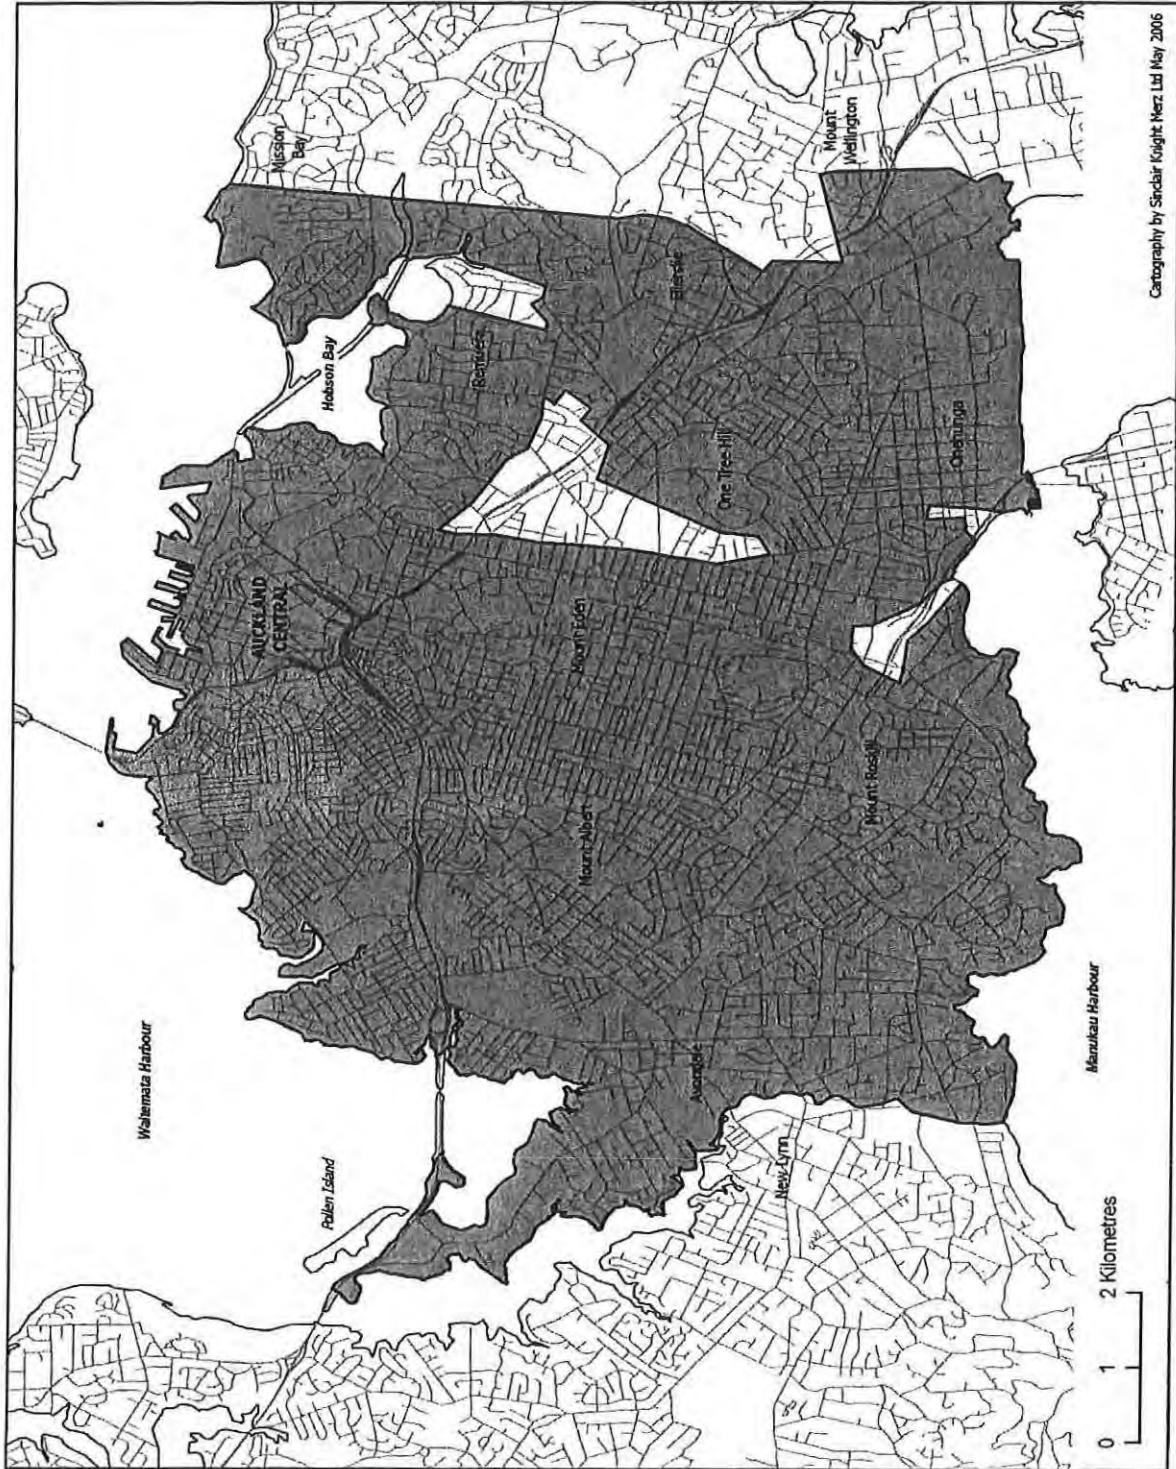 Waitemata Harbour
Pollen Island
AUCKLAND
CENTRAL
Hobson Bay
Mission
Bay
Remuera
Mount Eden
Mount Albert
Ellerslie
One Tree Hill
Avondale
New Lynn
Mount Roskill
Mount
Wellington
Onehunga
Manukau Harbour
0 1 2 Kilometres
Cartography by Sinclair Knight Merz Ltd May 2006